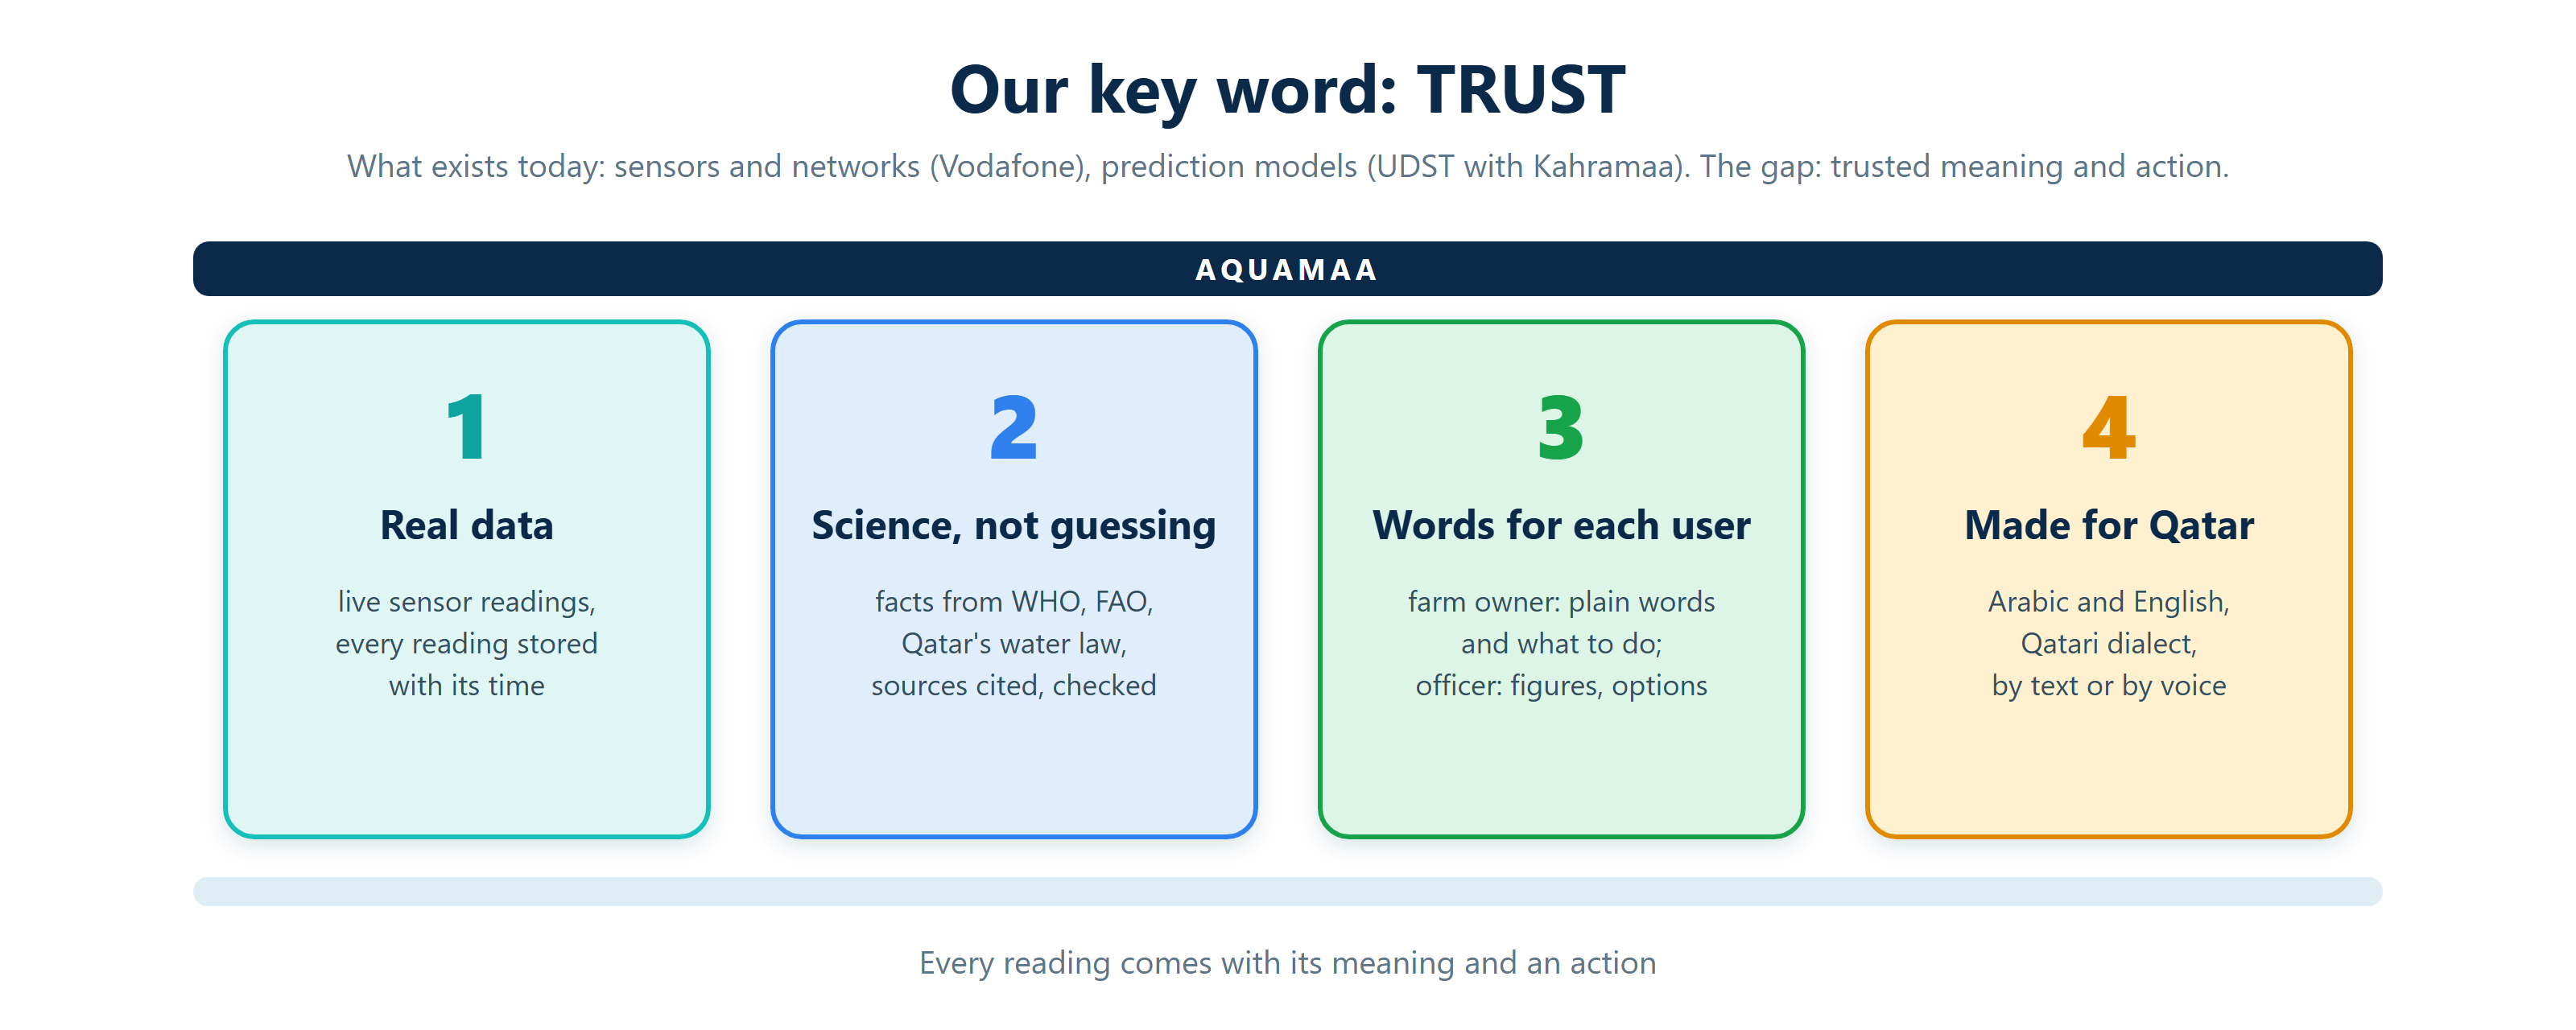 Our key word: TRUST
What exists today: sensors and networks (Vodafone), prediction models (UDST with Kahramaa). The gap: trusted meaning and action.
AQUAMAA
1
Real data
live sensor readings,
every reading stored
with its time
2
Science, not guessing
facts from WHO, FAO,
Qatar's water law,
sources cited, checked
3
Words for each user
farm owner: plain words
and what to do;
officer: figures, options
4
Made for Qatar
Arabic and English,
Qatari dialect,
by text or by voice
Every reading comes with its meaning and an action